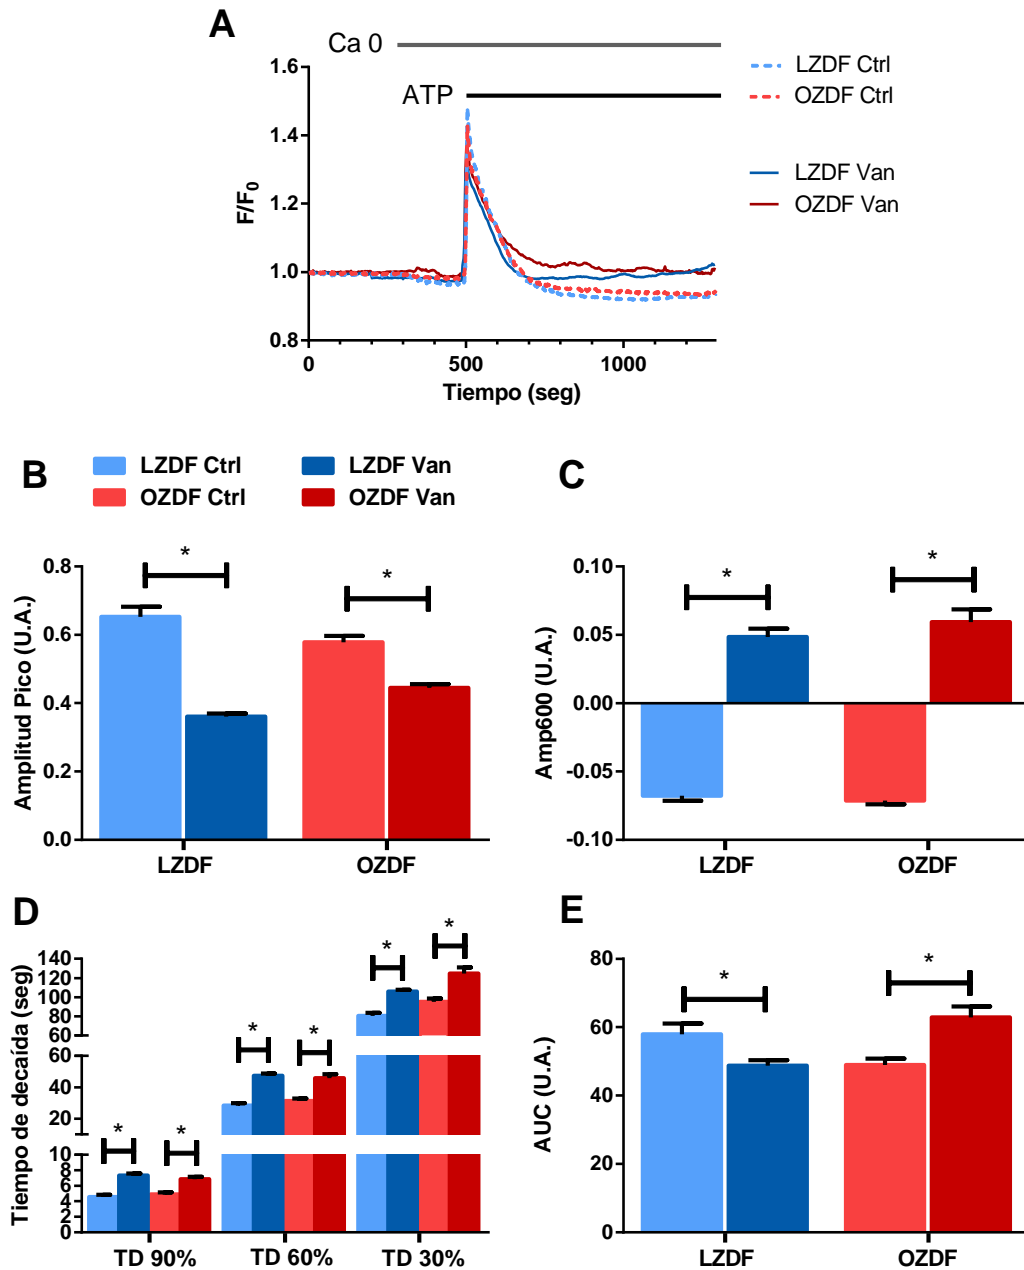 A
Ca 0
ATP
LZDF Ctrl
OZDF Ctrl
LZDF Van
OZDF Van
1.6
1.4
1.2
1.0
0.8
F/F0
0 500 1000
Tiempo (seg)
B
LZDF Ctrl LZDF Van
OZDF Ctrl OZDF Van
Amplitud Pico (U.A.)
0.8
0.6
0.4
0.2
0.0
* *
LZDF OZDF
C
Amp600 (U.A.)
0.10
0.05
0.00
-0.05
-0.10
* *
LZDF OZDF
D
Tiempo de decaída (seg)
140
120
100
80
60
60
40
20
10
8
6
4
2
0
* * * * * *
TD 90% TD 60% TD 30%
E
AUC (U.A.)
80
60
40
20
0
* *
LZDF OZDF